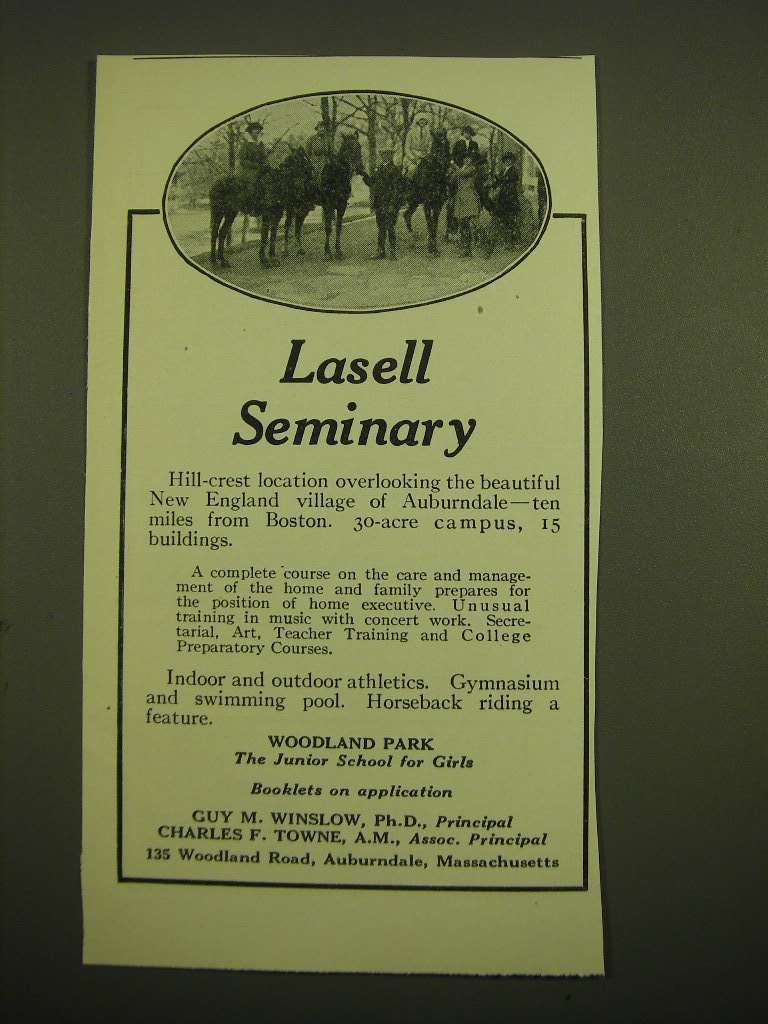 Lasell
Seminary
Hill-crest location overlooking the beautiful
New England village of Auburndale—ten
miles from Boston. 30-acre campus, 15
buildings.
A complete course on the care and manage-
ment of the home and family prepares for
the position of home executive. Unusual
training in music with concert work. Secre-
tarial, Art, Teacher Training and College
Preparatory Courses.
Indoor and outdoor athletics. Gymnasium
and swimming pool. Horseback riding a
feature.
WOODLAND PARK
The Junior School for Girls
Booklets on application
GUY M. WINSLOW, Ph.D., Principal
CHARLES F. TOWNE, A.M., Assoc. Principal
135 Woodland Road, Auburndale, Massachusetts